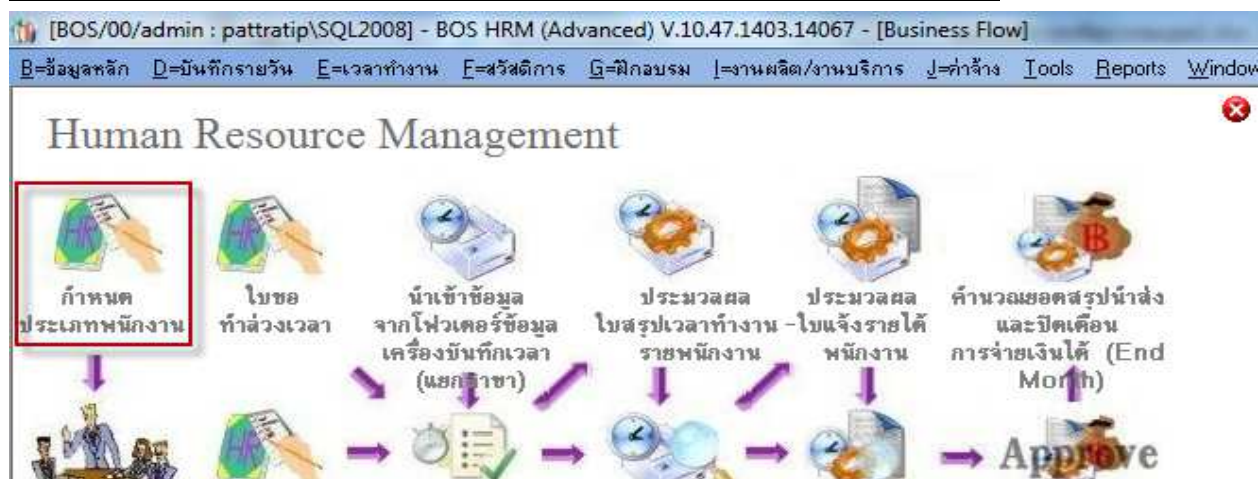 [BOS/00/admin : pattratip\SQL2008] - BOS HRM (Advanced) V.10.47.1403.14067 - [Business Flow]
B=ข้อมูลหลัก D=บันทึกรายวัน E=เวลาทำงาน F=สวัสดิการ G=ฝึกอบรม I=งานผลิต/งานบริการ J=ค่าจ้าง Tools Reports Window
Human Resource Management
กำหนด
ประเภทพนักงาน
ใบขอ
ทำล่วงเวลา
นำเข้าข้อมูล
จากโฟวเดอร์ข้อมูล
เครื่องบันทึกเวลา
(แยกสาขา)
ประมวลผล
ใบสรุปเวลาทำงาน
รายพนักงาน
ประมวลผล
-ใบแจ้งรายได้
พนักงาน
คำนวณยอดสรุปนำส่ง
และปิดเดือน
การจ่ายเงินได้ (End
Month)
Approve